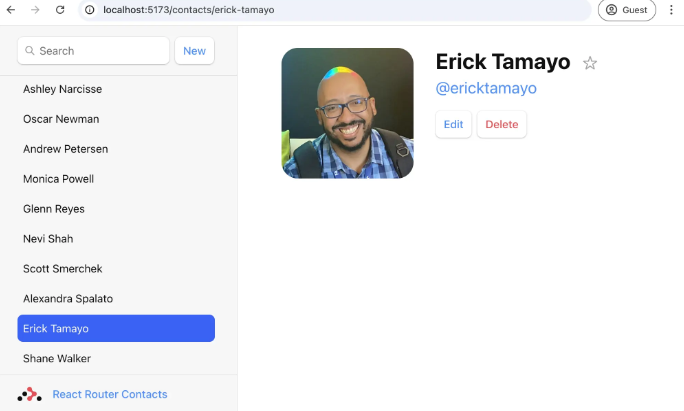 localhost:5173/contacts/erick-tamayo
Guest
Search
New
Ashley Narcisse
Oscar Newman
Andrew Petersen
Monica Powell
Glenn Reyes
Nevi Shah
Scott Smerchek
Alexandra Spalato
Erick Tamayo
Shane Walker
React Router Contacts
Erick Tamayo
@ericktamayo
Edit
Delete